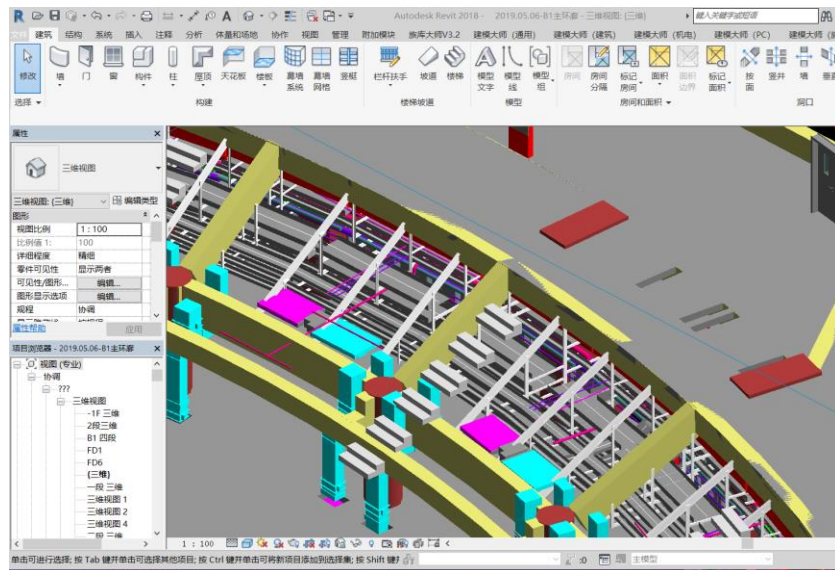 Autodesk Revit 2018 - 2019.05.06-B1主环廊 - 三维视图: {三维}
键入关键字或短语
文件 建筑 结构 系统 插入 注释 分析 体量和场地 协作 视图 管理 附加模块 族库大师V3.2 建模大师 (通用) 建模大师 (建筑) 建模大师 (机电) 建模大师 (PC)
修改 墙 门 窗 构件 柱 屋顶 天花板 楼板 幕墙 系统 幕墙 网格 竖梃 栏杆扶手 坡道 楼梯 模型 文字 模型 线 模型 组 房间 房间 分隔 标记 房间 面积 面积 边界 标记 面积 按 面 竖井 墙 垂直
选择 构建 楼梯坡道 模型 房间和面积 洞口
属性
三维视图
三维视图: {三维} 编辑类型
图形
视图比例 1 : 100
比例值 1: 100
详细程度 精细
零件可见性 显示两者
可见性/图形... 编辑...
图形显示选项 编辑...
规程 协调
属性帮助 应用
项目浏览器 - 2019.05.06-B1主环廊
视图 (专业)
协调
???
三维视图
-1F 三维
2段三维
B1 四段
FD1
FD6
{三维}
一段 三维
三维视图 1
三维视图 2
三维视图 4
二段 三维
1 : 100
单击可进行选择; 按 Tab 键并单击可选择其他项目; 按 Ctrl 键并单击可将新项目添加到选择集; 按 Shift 键 :0 主模型